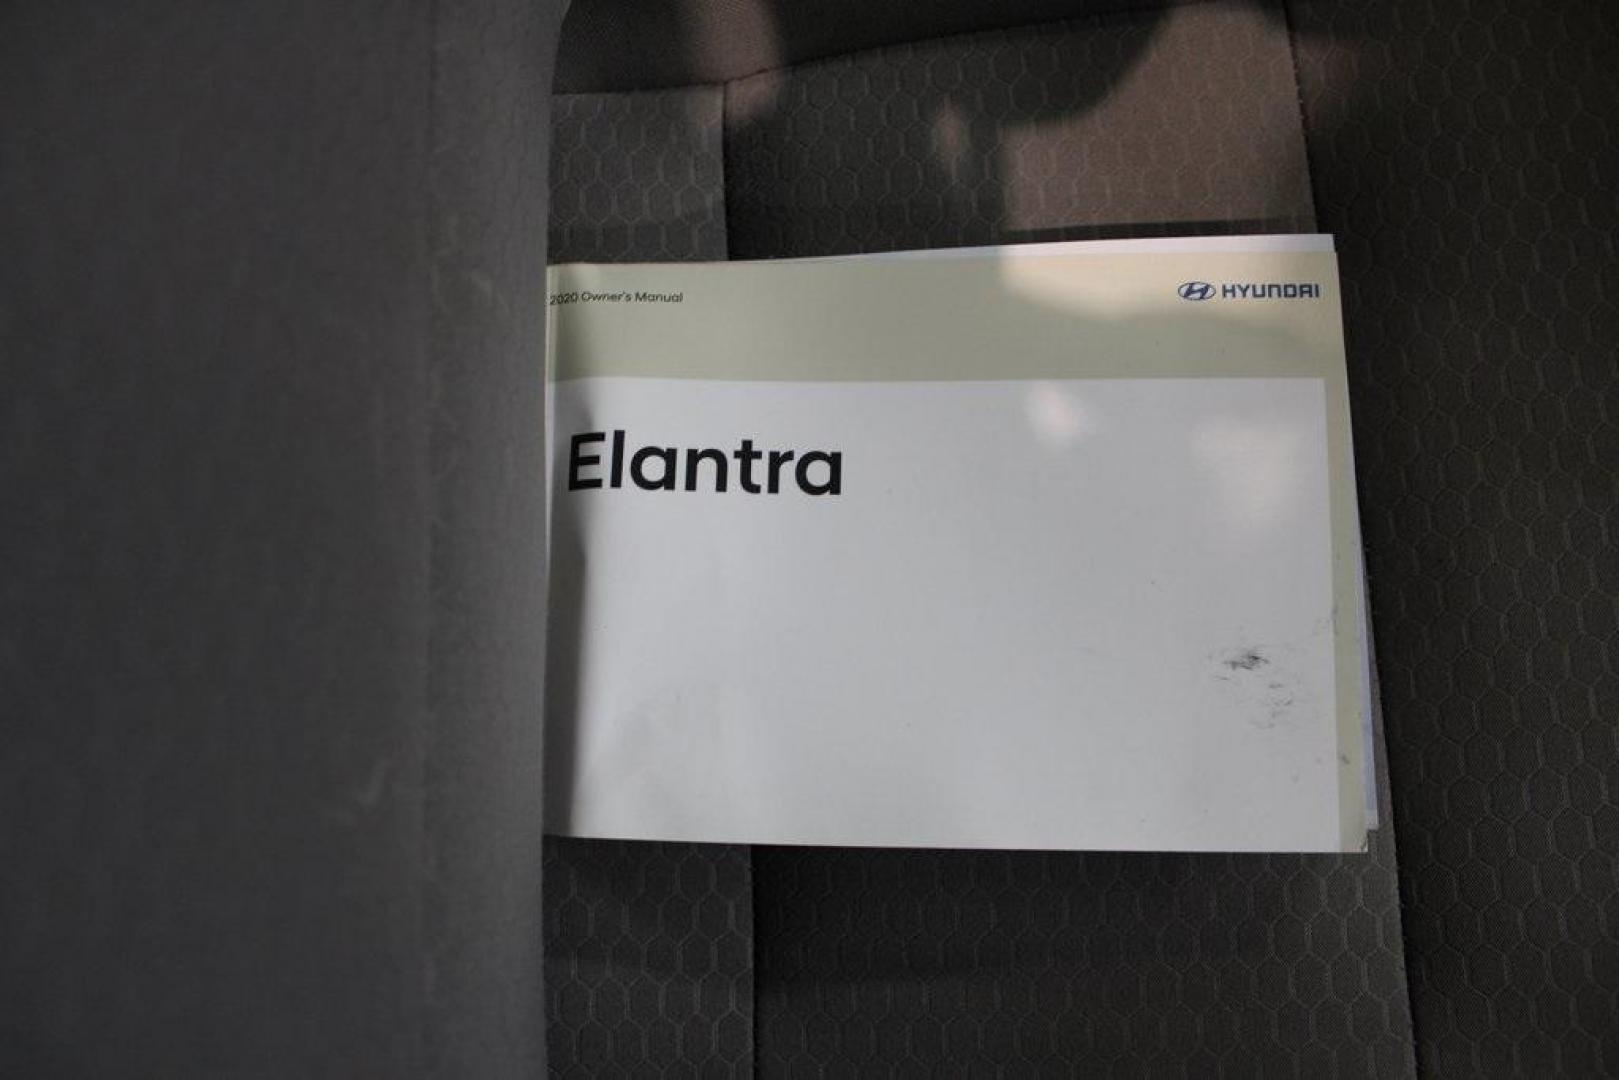 2020 Owner's Manual
HYUNDAI
Elantra